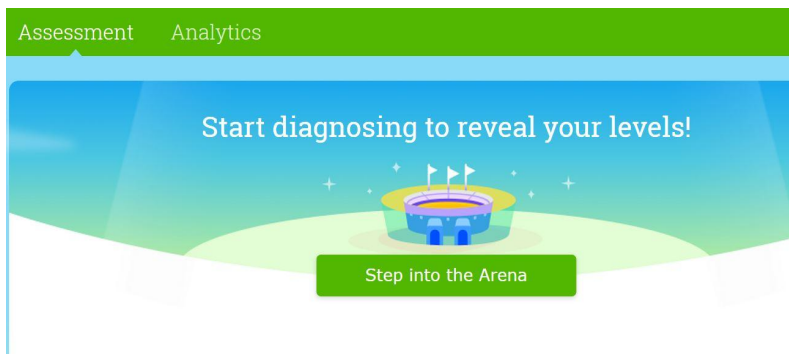 Assessment
Analytics
Start diagnosing to reveal your levels!
Step into the Arena